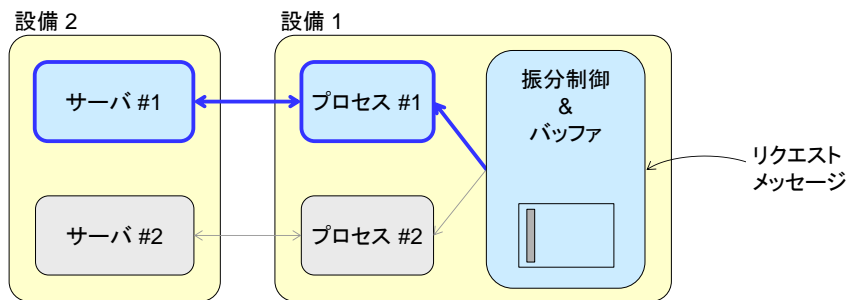 設備 2
設備 1
サーバ #1
プロセス #1
振分制御
&
バッファ
リクエスト
メッセージ
サーバ #2
プロセス #2